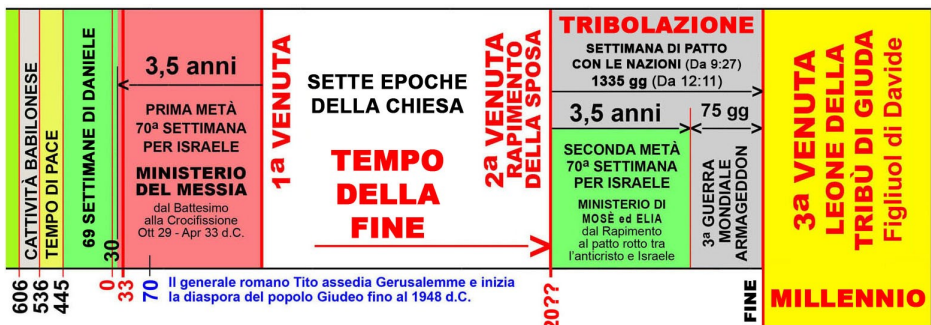 CATTIVITÀ BABILONESE
TEMPO DI PACE
69 SETTIMANE DI DANIELE
30
3,5 anni
PRIMA METÀ
70ª SETTIMANA
PER ISRAELE
MINISTERIO
DEL MESSIA
dal Battesimo
alla Crocifissione
Ott 29 - Apr 33 d.C.
1ª VENUTA
SETTE EPOCHE
DELLA CHIESA
TEMPO
DELLA
FINE
2ª VENUTA
RAPIMENTO
DELLA SPOSA
TRIBOLAZIONE
SETTIMANA DI PATTO
CON LE NAZIONI (Da 9:27)
1335 gg (Da 12:11)
3,5 anni
SECONDA METÀ
70ª SETTIMANA
PER ISRAELE
MINISTERIO DI
MOSÈ ed ELIA
dal Rapimento
al patto rotto tra
l'anticristo e Israele
75 gg
3ª GUERRA
MONDIALE
ARMAGEDDON
3ª VENUTA
LEONE DELLA
TRIBÙ DI GIUDA
Figliuol di Davide
MILLENNIO
606
536
445
0
33
70
Il generale romano Tito assedia Gerusalemme e inizia
la diaspora del popolo Giudeo fino al 1948 d.C.
20??
FINE